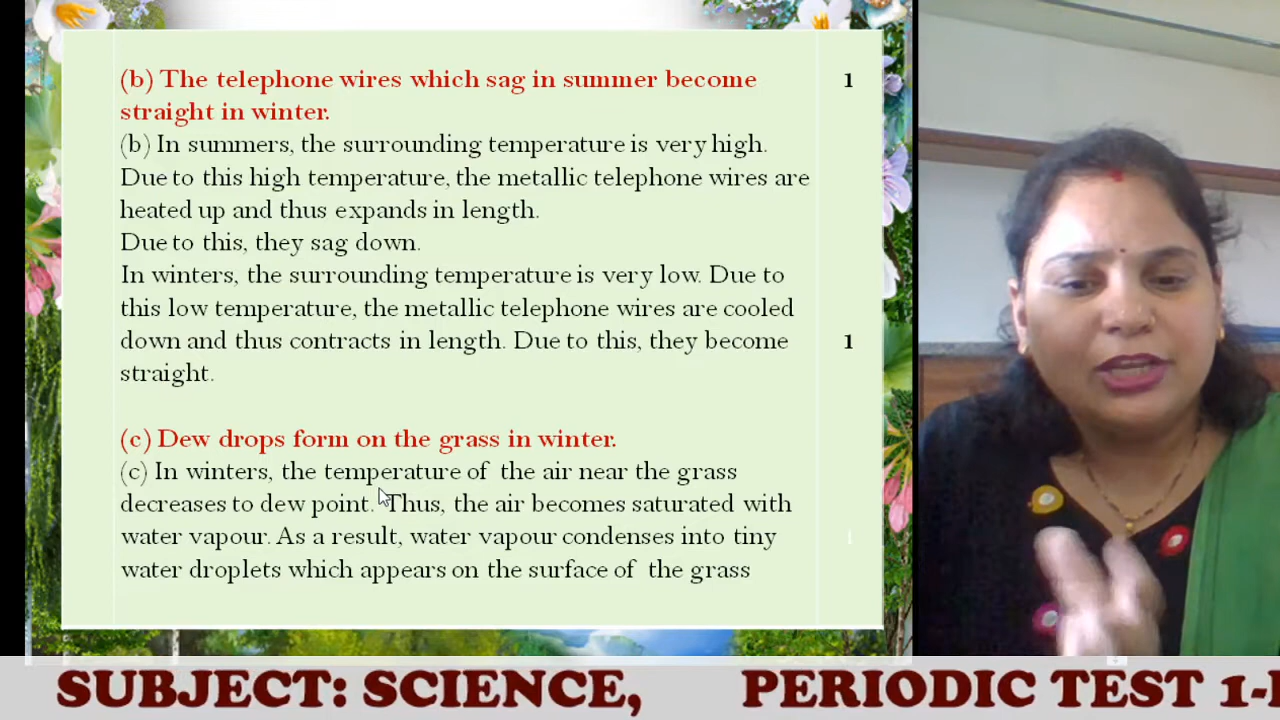 (b) The telephone wires which sag in summer become 1
straight in winter.
(b) In summers, the surrounding temperature is very high.
Due to this high temperature, the metallic telephone wires are
heated up and thus expands in length.
Due to this, they sag down.
In winters, the surrounding temperature is very low. Due to
this low temperature, the metallic telephone wires are cooled
down and thus contracts in length. Due to this, they become 1
straight.
(c) Dew drops form on the grass in winter.
(c) In winters, the temperature of the air near the grass
decreases to dew point. Thus, the air becomes saturated with
water vapour. As a result, water vapour condenses into tiny 1
water droplets which appears on the surface of the grass
SUBJECT: SCIENCE, PERIODIC TEST 1-